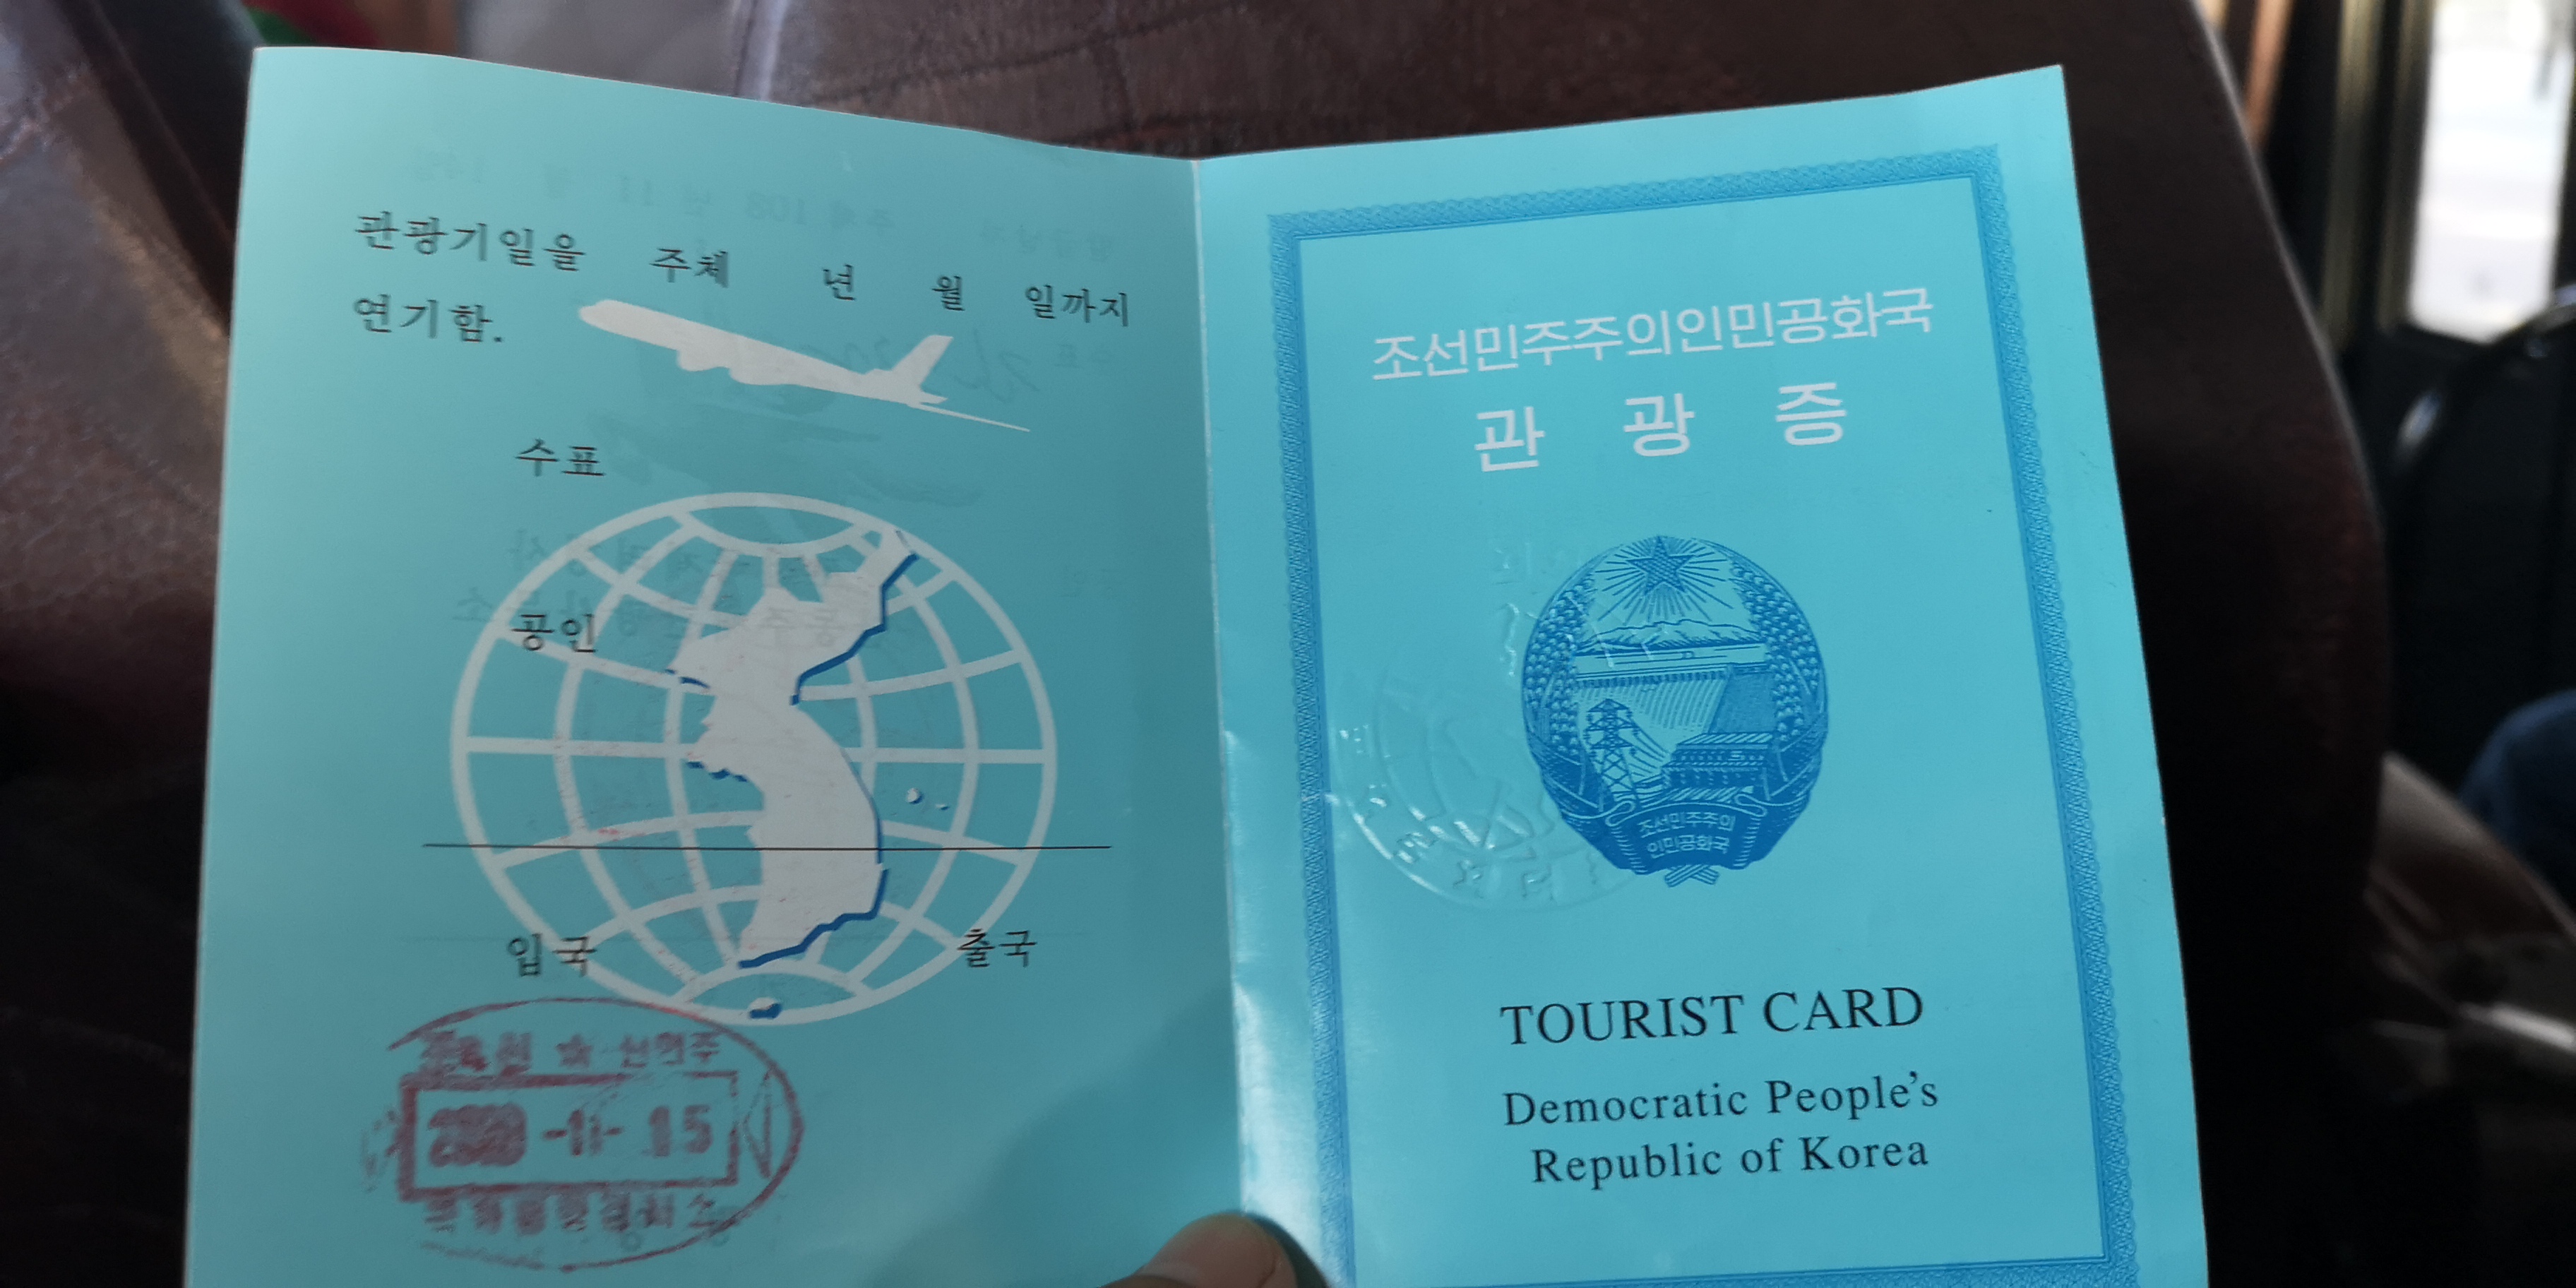 관광기일을 주체 년 월 일까지
연기함.
수표
공인
입국 출국
신의주
-11- 15
조선민주주의인민공화국
관 광 증
조선민주주의
인민공화국
TOURIST CARD
Democratic People's
Republic of Korea